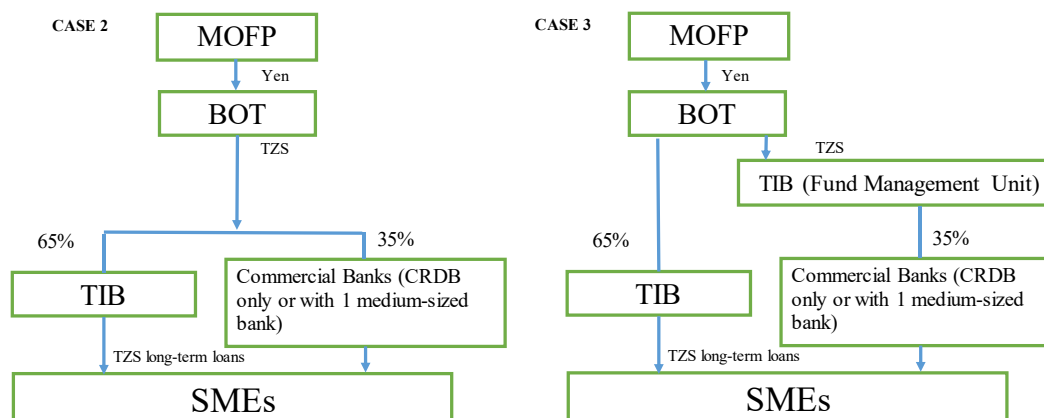 CASE 2
MOFP
Yen
BOT
TZS
65%
35%
TIB
Commercial Banks (CRDB
only or with 1 medium-sized
bank)
TZS long-term loans
SMEs
CASE 3
MOFP
Yen
BOT
TZS
TIB (Fund Management Unit)
65%
35%
TIB
Commercial Banks (CRDB
only or with 1 medium-sized
bank)
TZS long-term loans
SMEs